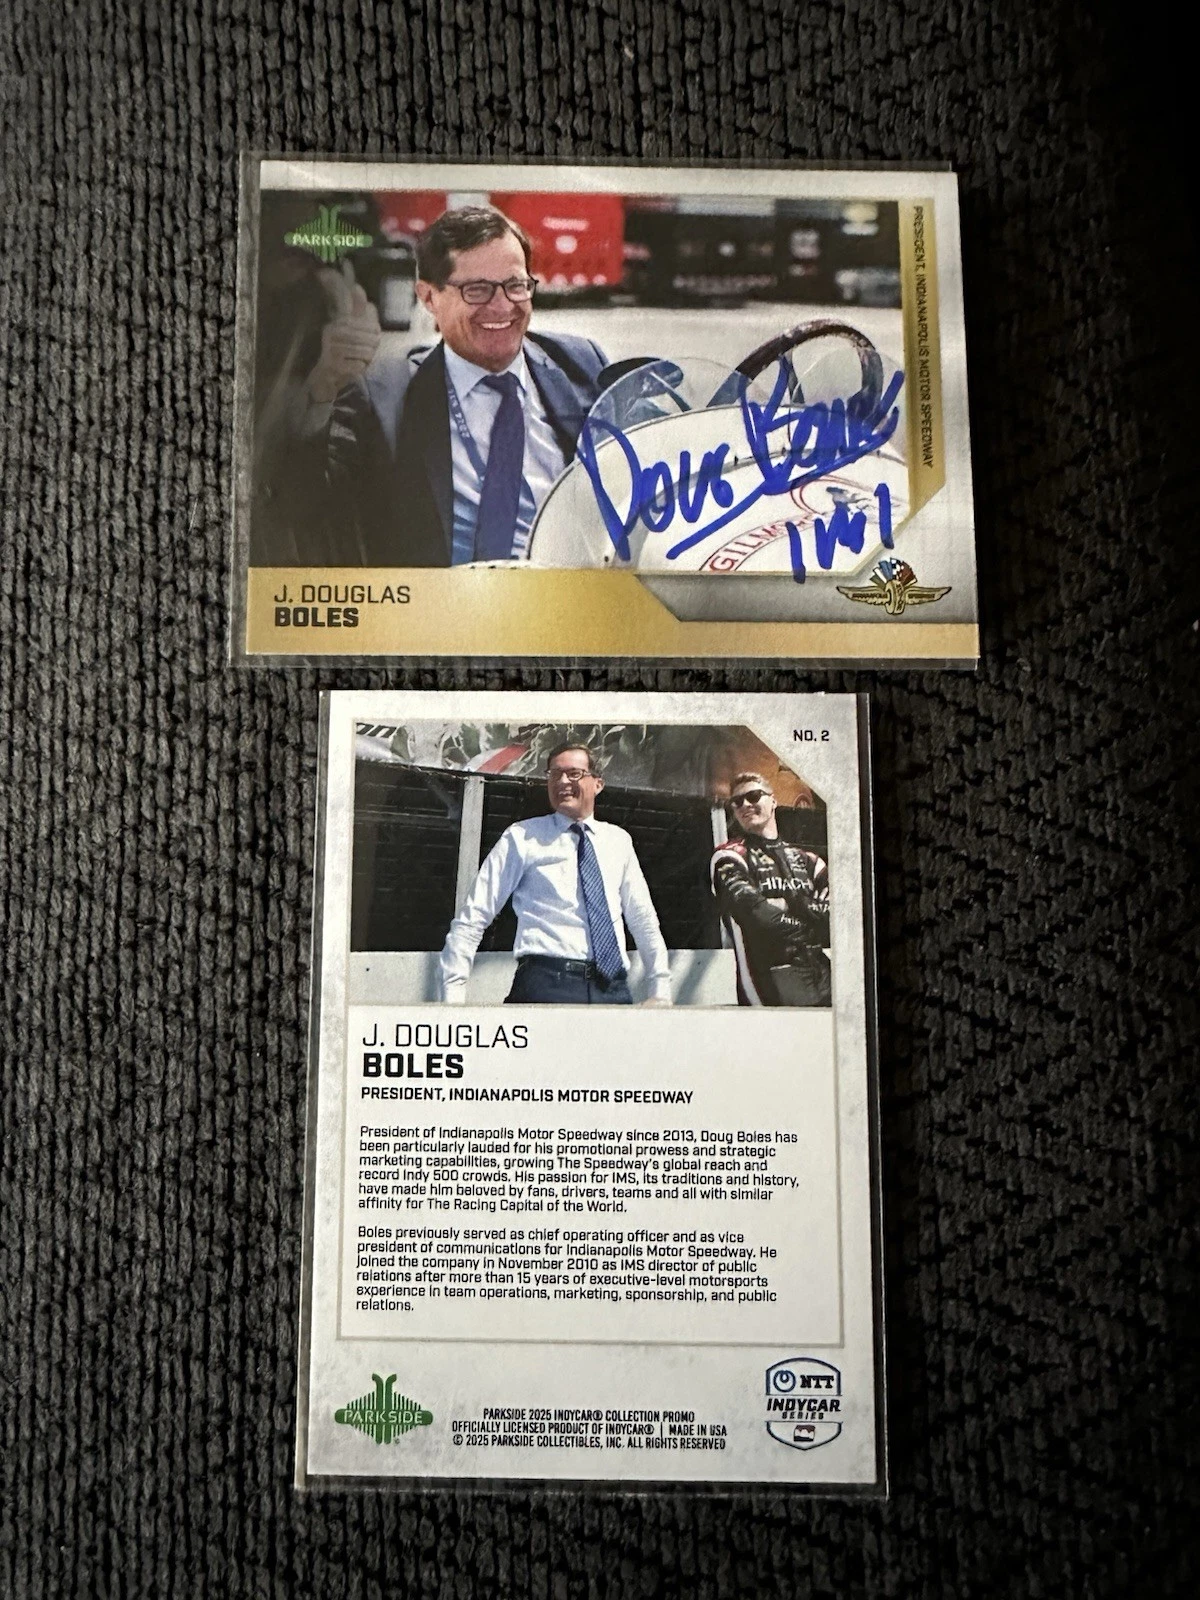 PARKSIDE
PRESIDENT, INDIANAPOLIS MOTOR SPEEDWAY
DOUG BOLES
GILMO
J. DOUGLAS
BOLES
INDIANAPOLIS SPEEDWAY
NO. 2
HITACHI
J. DOUGLAS
BOLES
PRESIDENT, INDIANAPOLIS MOTOR SPEEDWAY
President of Indianapolis Motor Speedway since 2013, Doug Boles has
been particularly lauded for his promotional prowess and strategic
marketing capabilities, growing The Speedway's global reach and
record Indy 500 crowds. His passion for IMS, its traditions and history,
have made him beloved by fans, drivers, teams and all with similar
affinity for The Racing Capital of the World.
Boles previously served as chief operating officer and as vice
president of communications for Indianapolis Motor Speedway. He
joined the company in November 2010 as IMS director of public
relations after more than 15 years of executive-level motorsports
experience in team operations, marketing, sponsorship, and public
relations.
PARKSIDE
PARKSIDE 2025 INDYCAR® COLLECTION PROMO
OFFICIALLY LICENSED PRODUCT OF INDYCAR® | MADE IN USA
© 2025 PARKSIDE COLLECTIBLES, INC. ALL RIGHTS RESERVED
NTT
INDYCAR
SERIES